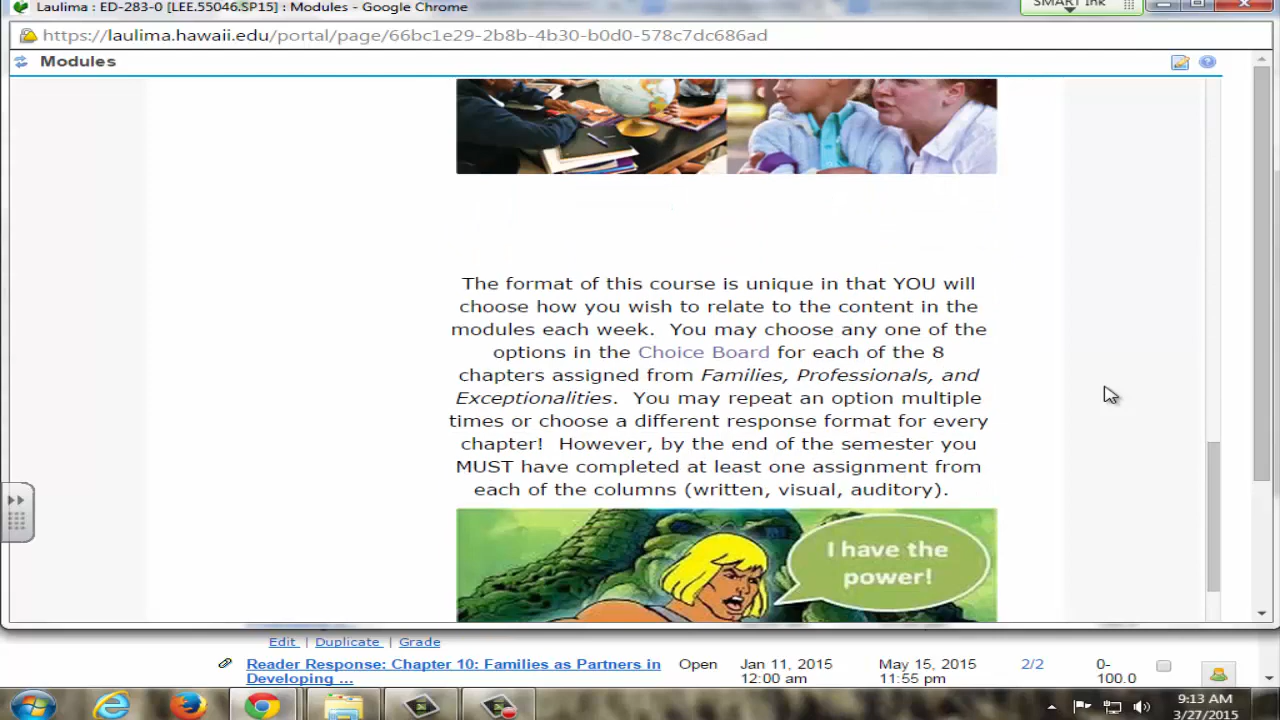 Laulima : ED-283-0 [LEE.55046.SP15] : Modules - Google Chrome
SMART Ink
https://laulima.hawaii.edu/portal/page/66bc1e29-2b8b-4b30-b0d0-578c7dc686ad
Modules
The format of this course is unique in that YOU will
choose how you wish to relate to the content in the
modules each week. You may choose any one of the
options in the Choice Board for each of the 8
chapters assigned from Families, Professionals, and
Exceptionalities. You may repeat an option multiple
times or choose a different response format for every
chapter! However, by the end of the semester you
MUST have completed at least one assignment from
each of the columns (written, visual, auditory).
I have the
power!
Edit | Duplicate | Grade
Reader Response: Chapter 10: Families as Partners in
Developing ...
Open
Jan 11, 2015
12:00 am
May 15, 2015
11:55 pm
2/2
0-
100.0
9:13 AM
3/27/2015